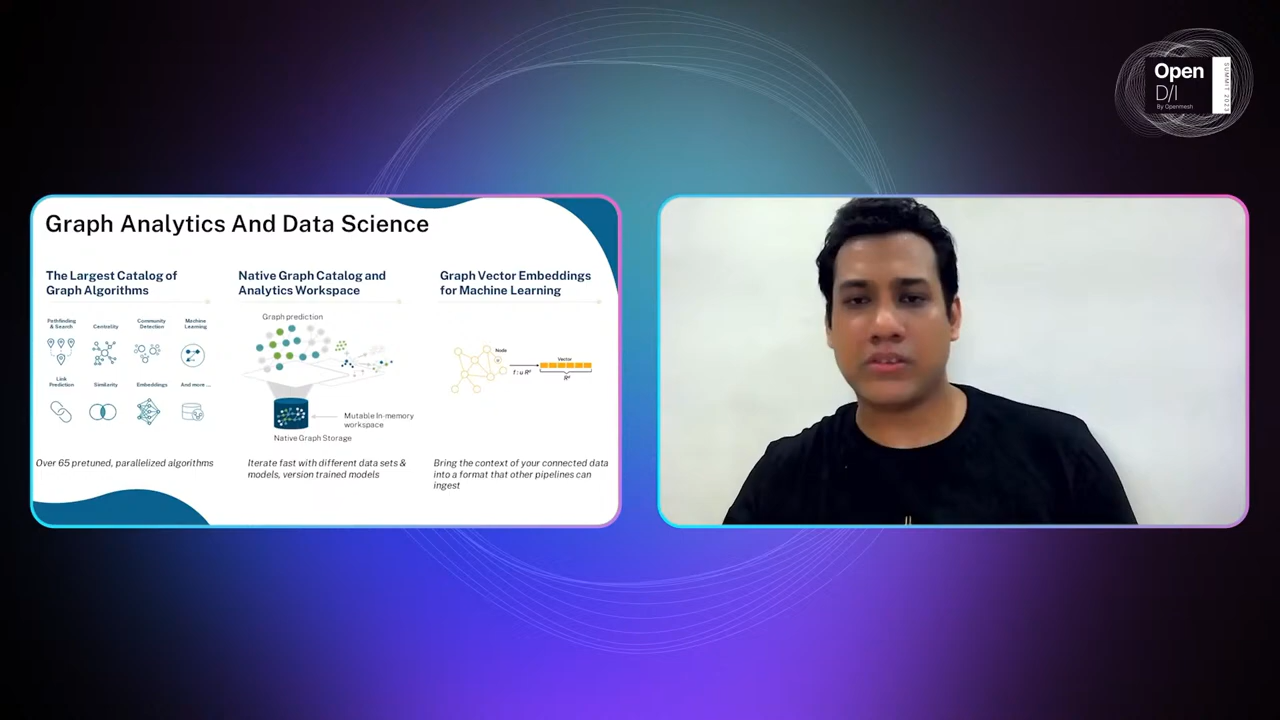 Open
D/I
By Openmesh
SUMMIT 2023
Graph Analytics And Data Science
The Largest Catalog of
Graph Algorithms
Pathfinding
& Search
Centrality
Community
Detection
Machine
Learning
Link
Prediction
Similarity
Embeddings
And more ...
Over 65 pretuned, parallelized algorithms
Native Graph Catalog and
Analytics Workspace
Graph prediction
Mutable In-memory
workspace
Native Graph Storage
Iterate fast with different data sets &
models, version trained models
Graph Vector Embeddings
for Machine Learning
Node
Vector
Bring the context of your connected data
into a format that other pipelines can
ingest